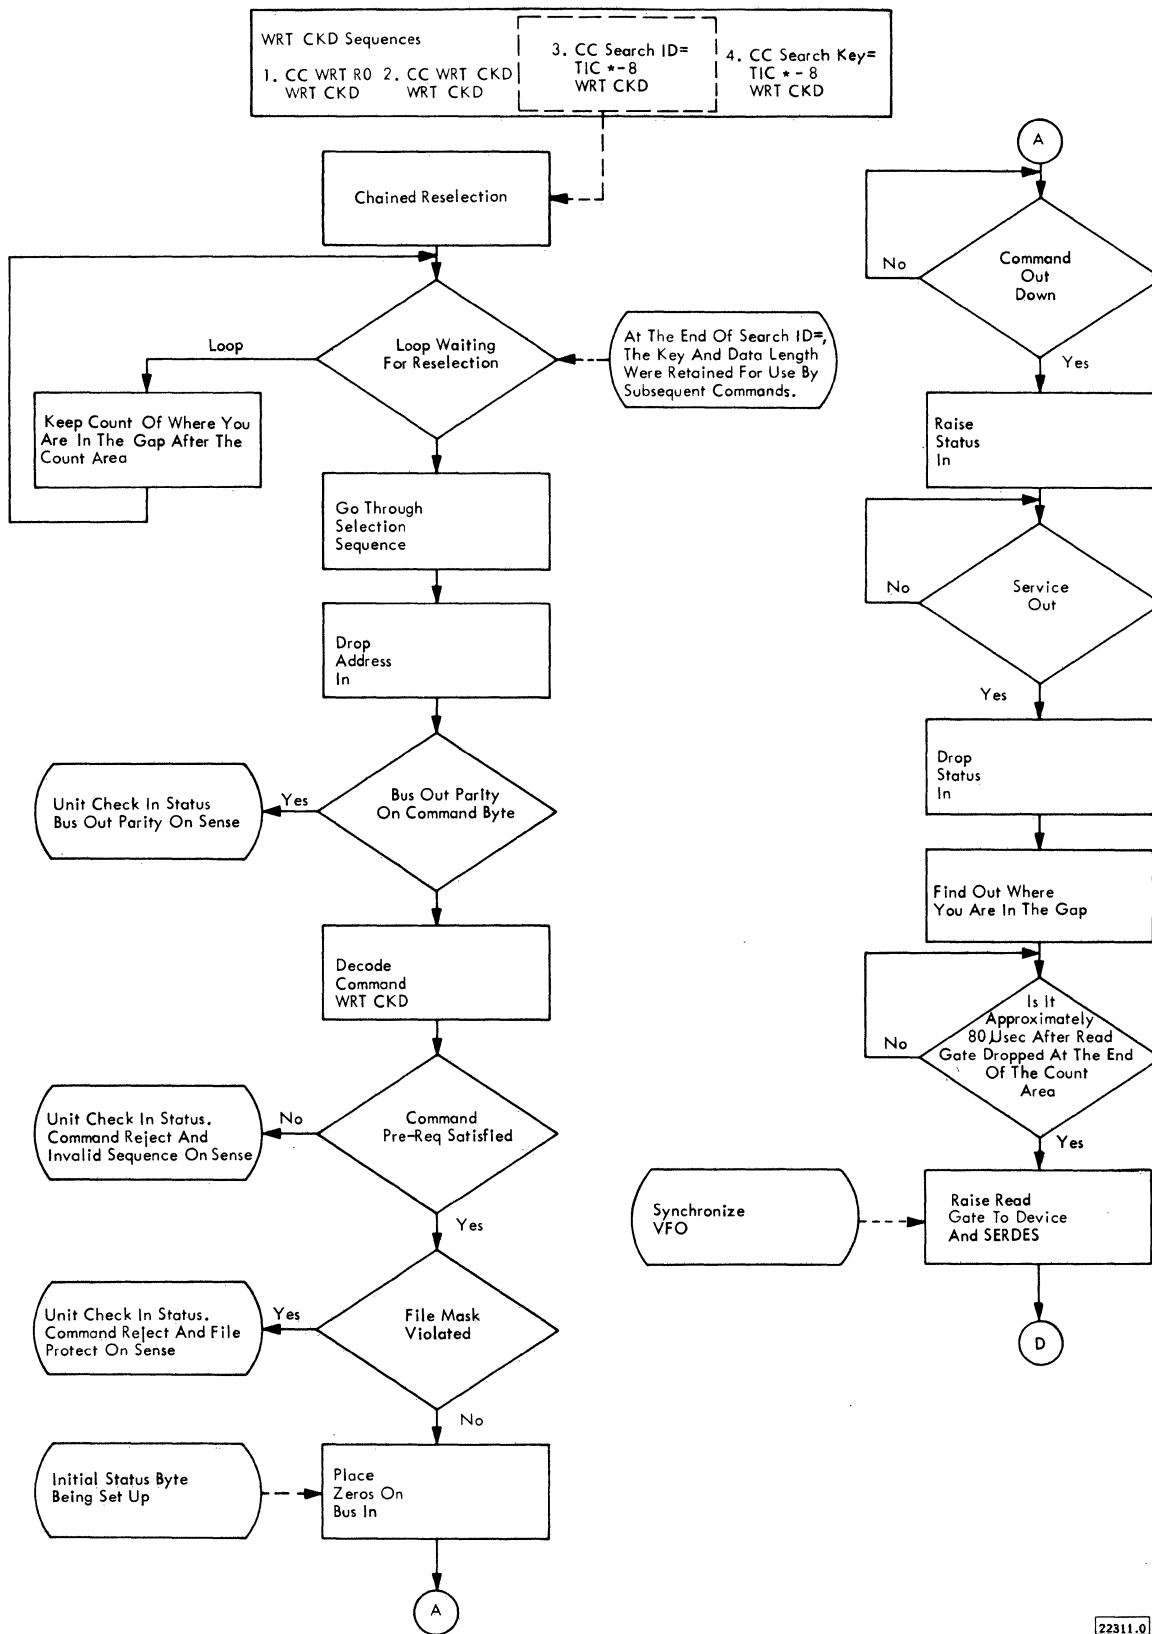 WRT CKD Sequences
1. CC WRT R0
WRT CKD
2. CC WRT CKD
WRT CKD
3. CC Search ID=
TIC *-8
WRT CKD
4. CC Search Key=
TIC *-8
WRT CKD
Chained Reselection
Loop Waiting
For Reselection
Loop
At The End Of Search ID=,
The Key And Data Length
Were Retained For Use By
Subsequent Commands.
Keep Count Of Where You
Are In The Gap After The
Count Area
Go Through
Selection
Sequence
Drop
Address
In
Bus Out Parity
On Command Byte
Yes
Unit Check In Status
Bus Out Parity On Sense
Decode
Command
WRT CKD
Command
Pre-Req Satisfied
No
Unit Check In Status.
Command Reject And
Invalid Sequence On Sense
Yes
File Mask
Violated
Yes
Unit Check In Status.
Command Reject And File
Protect On Sense
No
Initial Status Byte
Being Set Up
Place
Zeros On
Bus In
A
A
Command
Out
Down
No
Yes
Raise
Status
In
Service
Out
No
Yes
Drop
Status
In
Find Out Where
You Are In The Gap
Is It
Approximately
80 µsec After Read
Gate Dropped At The End
Of The Count
Area
No
Yes
Synchronize
VFO
Raise Read
Gate To Device
And SERDES
D
22311.0